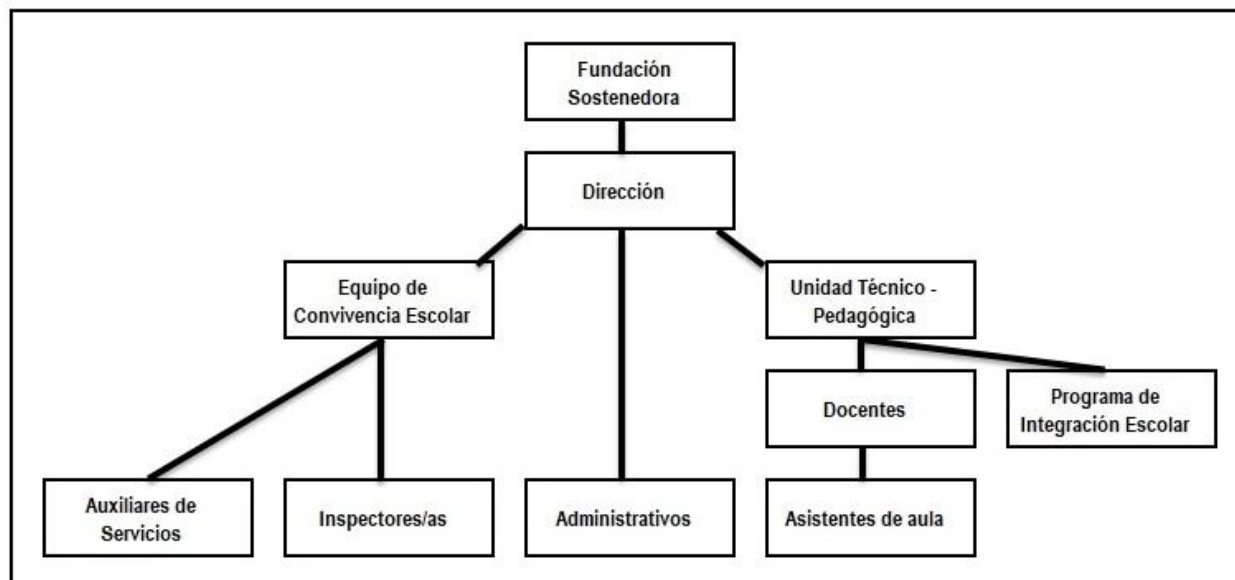 Fundación
Sostenedora
Dirección
Equipo de
Convivencia Escolar
Unidad Técnico -
Pedagógica
Docentes
Programa de
Integración Escolar
Auxiliares de
Servicios
Inspectores/as
Administrativos
Asistentes de aula